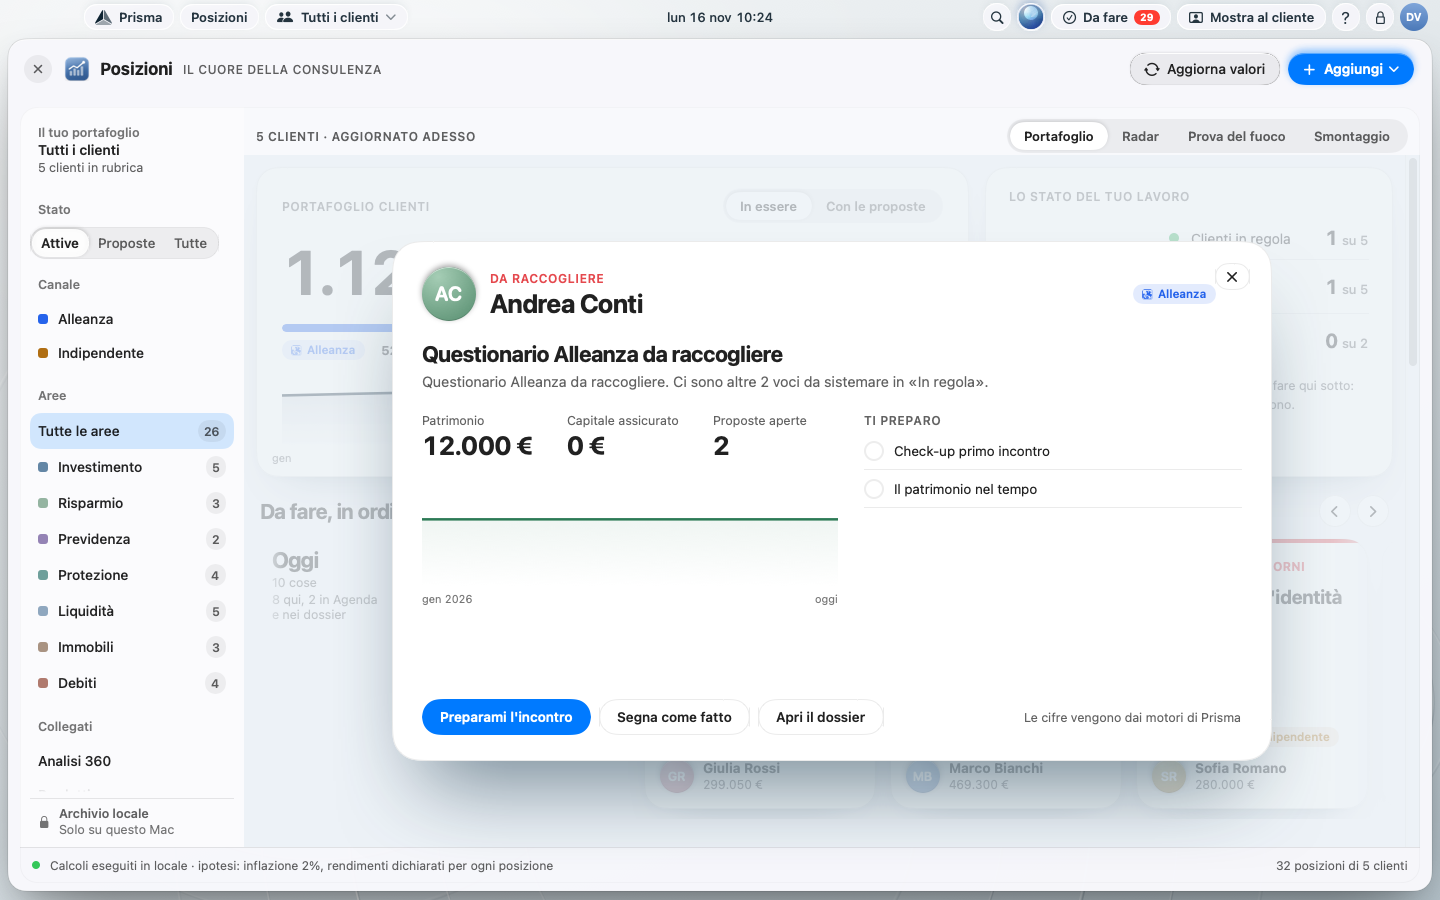 Prisma
Posizioni
Tutti i clienti
lun 16 nov 10:24
Da fare 29
Mostra al cliente
?
DV
Posizioni IL CUORE DELLA CONSULENZA
Aggiorna valori
Aggiungi
Il tuo portafoglio
Tutti i clienti
5 clienti in rubrica
Stato
Attive Proposte Tutte
Canale
Alleanza
Indipendente
Aree
Tutte le aree 26
Investimento 5
Risparmio 3
Previdenza 2
Protezione 4
Liquidità 5
Immobili 3
Debiti 4
Collegati
Analisi 360
Archivio locale
Solo su questo Mac
5 CLIENTI · AGGIORNATO ADESSO
Portafoglio Radar Prova del fuoco Smontaggio
PORTAFOGLIO CLIENTI
In essere Con le proposte
1.12
Alleanza
gen
LO STATO DEL TUO LAVORO
Clienti in regola 1 su 5
1 su 5
0 su 2
fare qui sotto:
Da fare, in ordi
Oggi
10 cose
8 qui, 2 in Agenda
e nei dossier
ORNI
'identità
ipendente
GR Giulia Rossi
299.050 €
MB Marco Bianchi
469.300 €
SR Sofia Romano
280.000 €
AC
DA RACCOGLIERE
Andrea Conti
Alleanza
Questionario Alleanza da raccogliere
Questionario Alleanza da raccogliere. Ci sono altre 2 voci da sistemare in «In regola».
Patrimonio
12.000 €
Capitale assicurato
0 €
Proposte aperte
2
gen 2026
oggi
TI PREPARO
Check-up primo incontro
Il patrimonio nel tempo
Preparami l'incontro
Segna come fatto
Apri il dossier
Le cifre vengono dai motori di Prisma
Calcoli eseguiti in locale · ipotesi: inflazione 2%, rendimenti dichiarati per ogni posizione
32 posizioni di 5 clienti